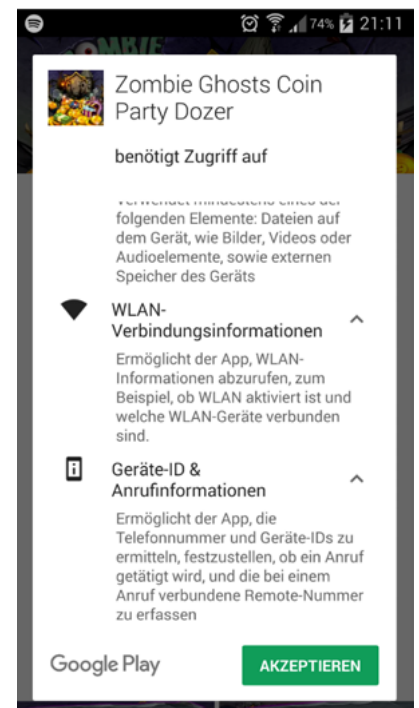 74% 21:11
Zombie Ghosts Coin
Party Dozer
benötigt Zugriff auf
Verwendet mindestens eines der
folgenden Elemente: Dateien auf
dem Gerät, wie Bilder, Videos oder
Audioelemente, sowie externen
Speicher des Geräts
WLAN-
Verbindungsinformationen
Ermöglicht der App, WLAN-
Informationen abzurufen, zum
Beispiel, ob WLAN aktiviert ist und
welche WLAN-Geräte verbunden
sind.
Geräte-ID &
Anrufinformationen
Ermöglicht der App, die
Telefonnummer und Geräte-IDs zu
ermitteln, festzustellen, ob ein Anruf
getätigt wird, und die bei einem
Anruf verbundene Remote-Nummer
zu erfassen
Google Play AKZEPTIEREN